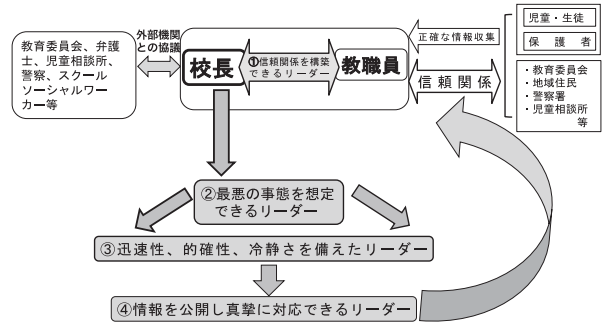 教育委員会、弁護
士、児童相談所、
警察、スクール
ソーシャルワー
カー等
外部機関
との協議
校長
①信頼関係を構築
できるリーダー
教職員
正確な情報収集
信頼関係
児童・生徒
保護者
・教育委員会
・地域住民
・警察署
・児童相談所
等
②最悪の事態を想定
できるリーダー
③迅速性、的確性、冷静さを備えたリーダー
④情報を公開し真摯に対応できるリーダー